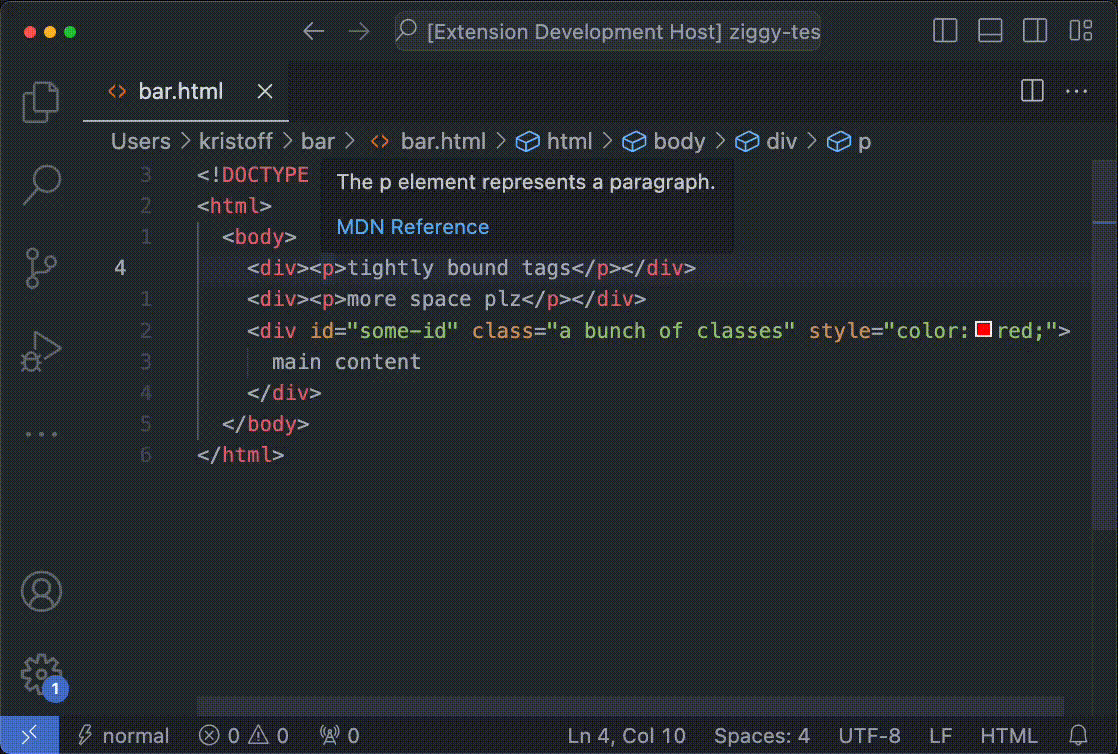 [Extension Development Host] ziggy-tes
bar.html
Users > kristoff > bar > <> bar.html > html > body > div > p
The p element represents a paragraph.
MDN Reference
3 <!DOCTYPE
2 <html>
1 <body>
4 <div><p>tightly bound tags</p></div>
1 <div><p>more space plz</p></div>
2 <div id="some-id" class="a bunch of classes" style="color:red;">
3 main content
4 </div>
5 </body>
6 </html>
1
normal 0 0 0 Ln 4, Col 10 Spaces: 4 UTF-8 LF HTML